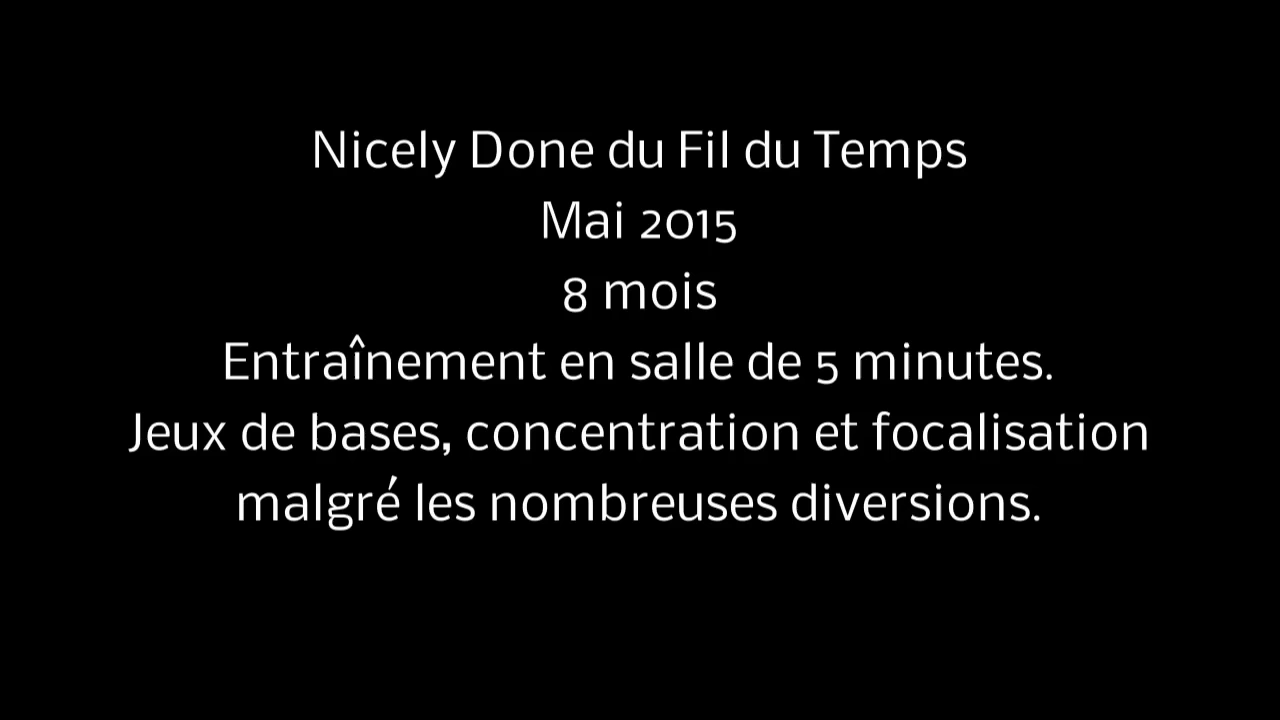 Nicely Done du Fil du Temps
Mai 2015
8 mois
Entraînement en salle de 5 minutes.
Jeux de bases, concentration et focalisation
malgré les nombreuses diversions.